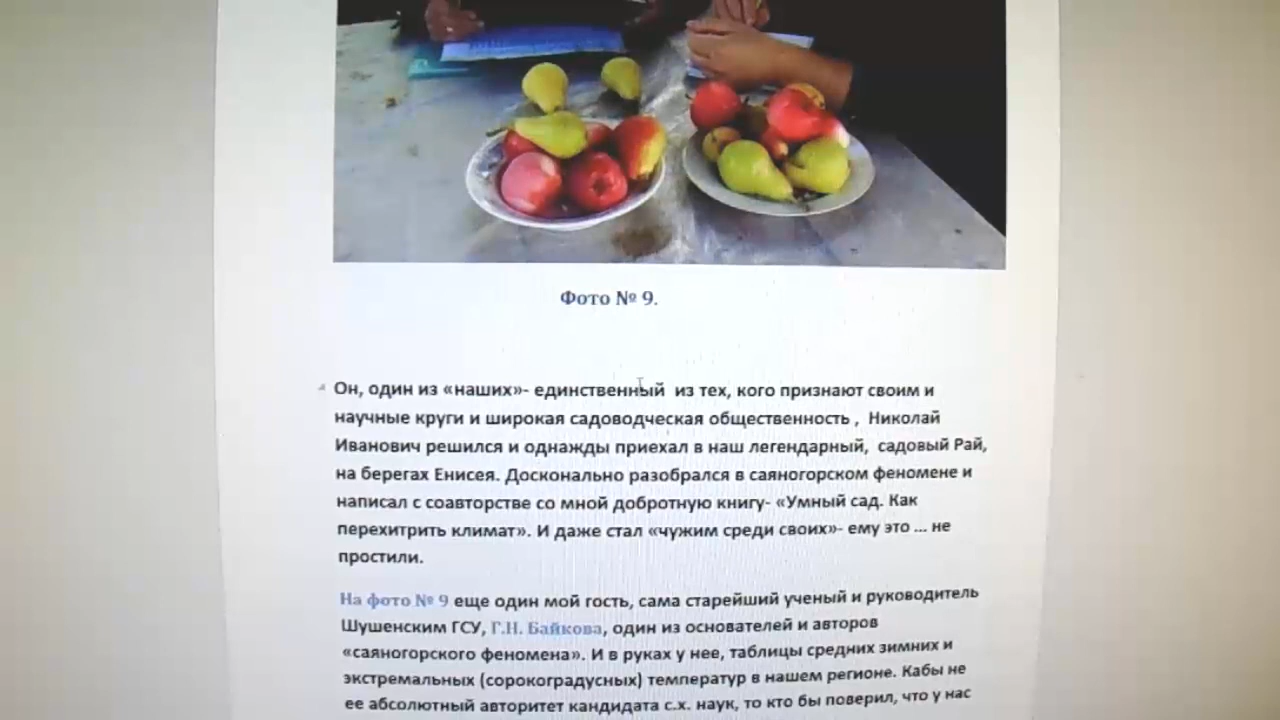 Фото № 9.
Он, один из «наших»- единственный из тех, кого признают своим и
научные круги и широкая садоводческая общественность , Николай
Иванович решился и однажды приехал в наш легендарный, садовый Рай,
на берегах Енисея. Досконально разобрался в саяногорском феномене и
написал с соавторстве со мной добротную книгу- «Умный сад. Как
перехитрить климат». И даже стал «чужим среди своих»- ему это ... не
простили.
На фото № 9 еще один мой гость, сама старейший ученый и руководитель
Шушенским ГСУ, Г.Н. Байкова, один из основателей и авторов
«саяногорского феномена». И в руках у нее, таблицы средних зимних и
экстремальных (сорокоградусных) температур в нашем регионе. Кабы не
ее абсолютный авторитет кандидата с.х. наук, то кто бы поверил, что у нас